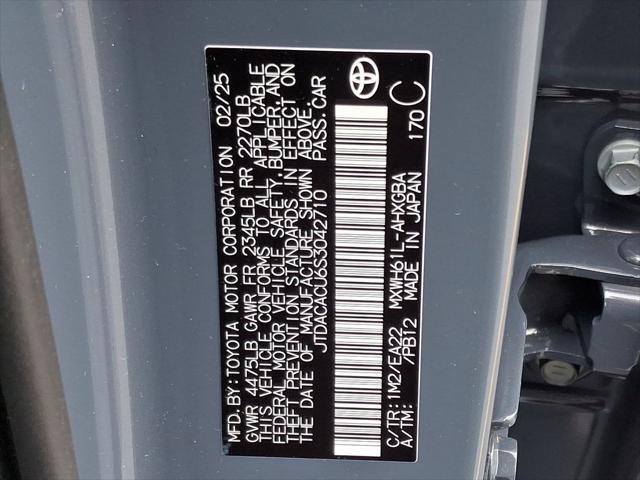 MFD. BY: TOYOTA MOTOR CORPORATION 02/25
GVWR 4475LB GAWR FR 2345LB RR 2270LB
THIS VEHICLE CONFORMS TO ALL APPLICABLE
FEDERAL MOTOR VEHICLE SAFETY, BUMPER, AND
THEFT PREVENTION STANDARDS IN EFFECT ON
THE DATE OF MANUFACTURE SHOWN ABOVE.
JTDACACU6S3042710 PASS. CAR
C/TR: 1M2/EA22 MXWH61L-AHXGBA 170 C
A/TM: /PB12 MADE IN JAPAN